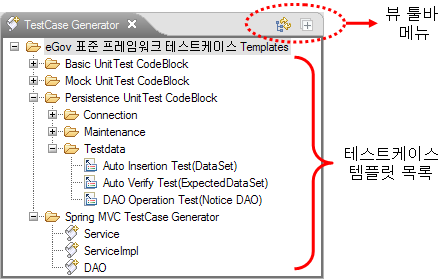 TestCase Generator
뷰 툴바
메뉴
eGov 표준 프레임워크 테스트케이스 Templates
Basic UnitTest CodeBlock
Mock UnitTest CodeBlock
Persistence UnitTest CodeBlock
Connection
Maintenance
Testdata
Auto Insertion Test(DataSet)
Auto Verify Test(ExpectedDataSet)
DAO Operation Test(Notice DAO)
Spring MVC TestCase Generator
Service
ServiceImpl
DAO
테스트케이스
템플릿 목록